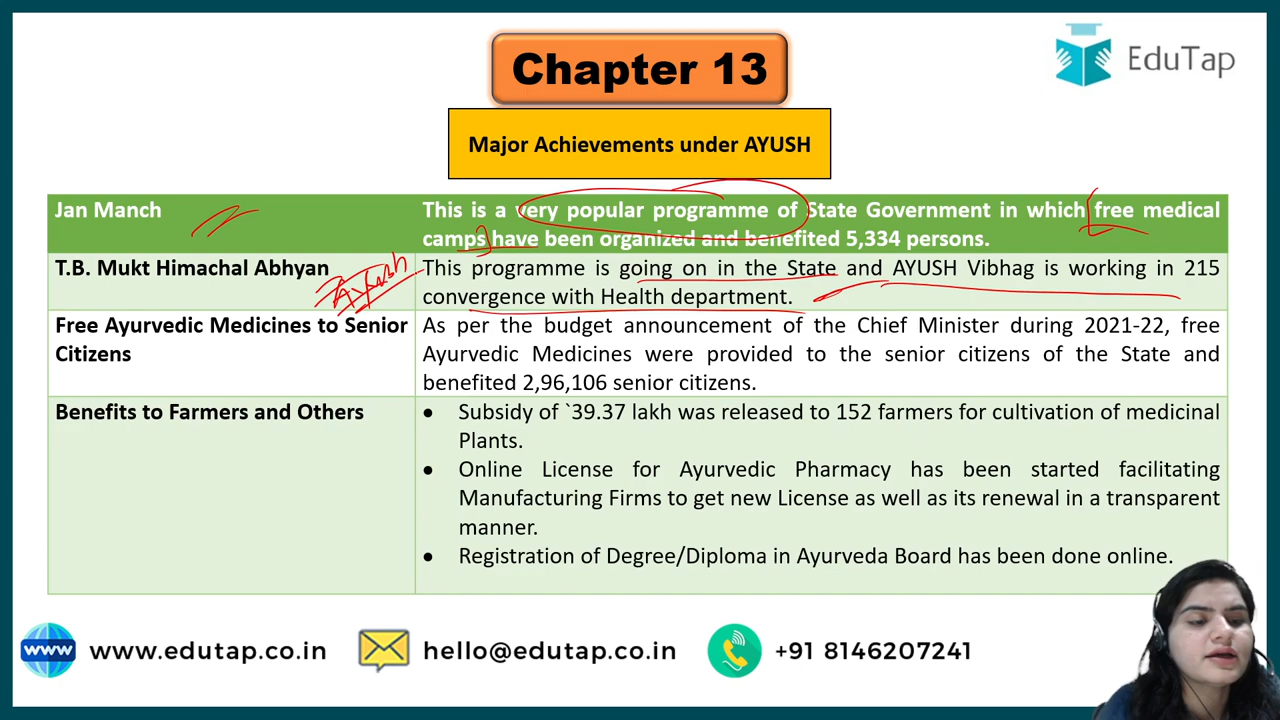 Chapter 13
EduTap
Major Achievements under AYUSH
Jan Manch
This is a very popular programme of State Government in which free medical
camps have been organized and benefited 5,334 persons.
T.B. Mukt Himachal Abhyan
Ayush
This programme is going on in the State and AYUSH Vibhag is working in 215
convergence with Health department.
Free Ayurvedic Medicines to Senior
Citizens
As per the budget announcement of the Chief Minister during 2021-22, free
Ayurvedic Medicines were provided to the senior citizens of the State and
benefited 2,96,106 senior citizens.
Benefits to Farmers and Others
• Subsidy of `39.37 lakh was released to 152 farmers for cultivation of medicinal
Plants.
• Online License for Ayurvedic Pharmacy has been started facilitating
Manufacturing Firms to get new License as well as its renewal in a transparent
manner.
• Registration of Degree/Diploma in Ayurveda Board has been done online.
www
www.edutap.co.in
hello@edutap.co.in
+91 8146207241